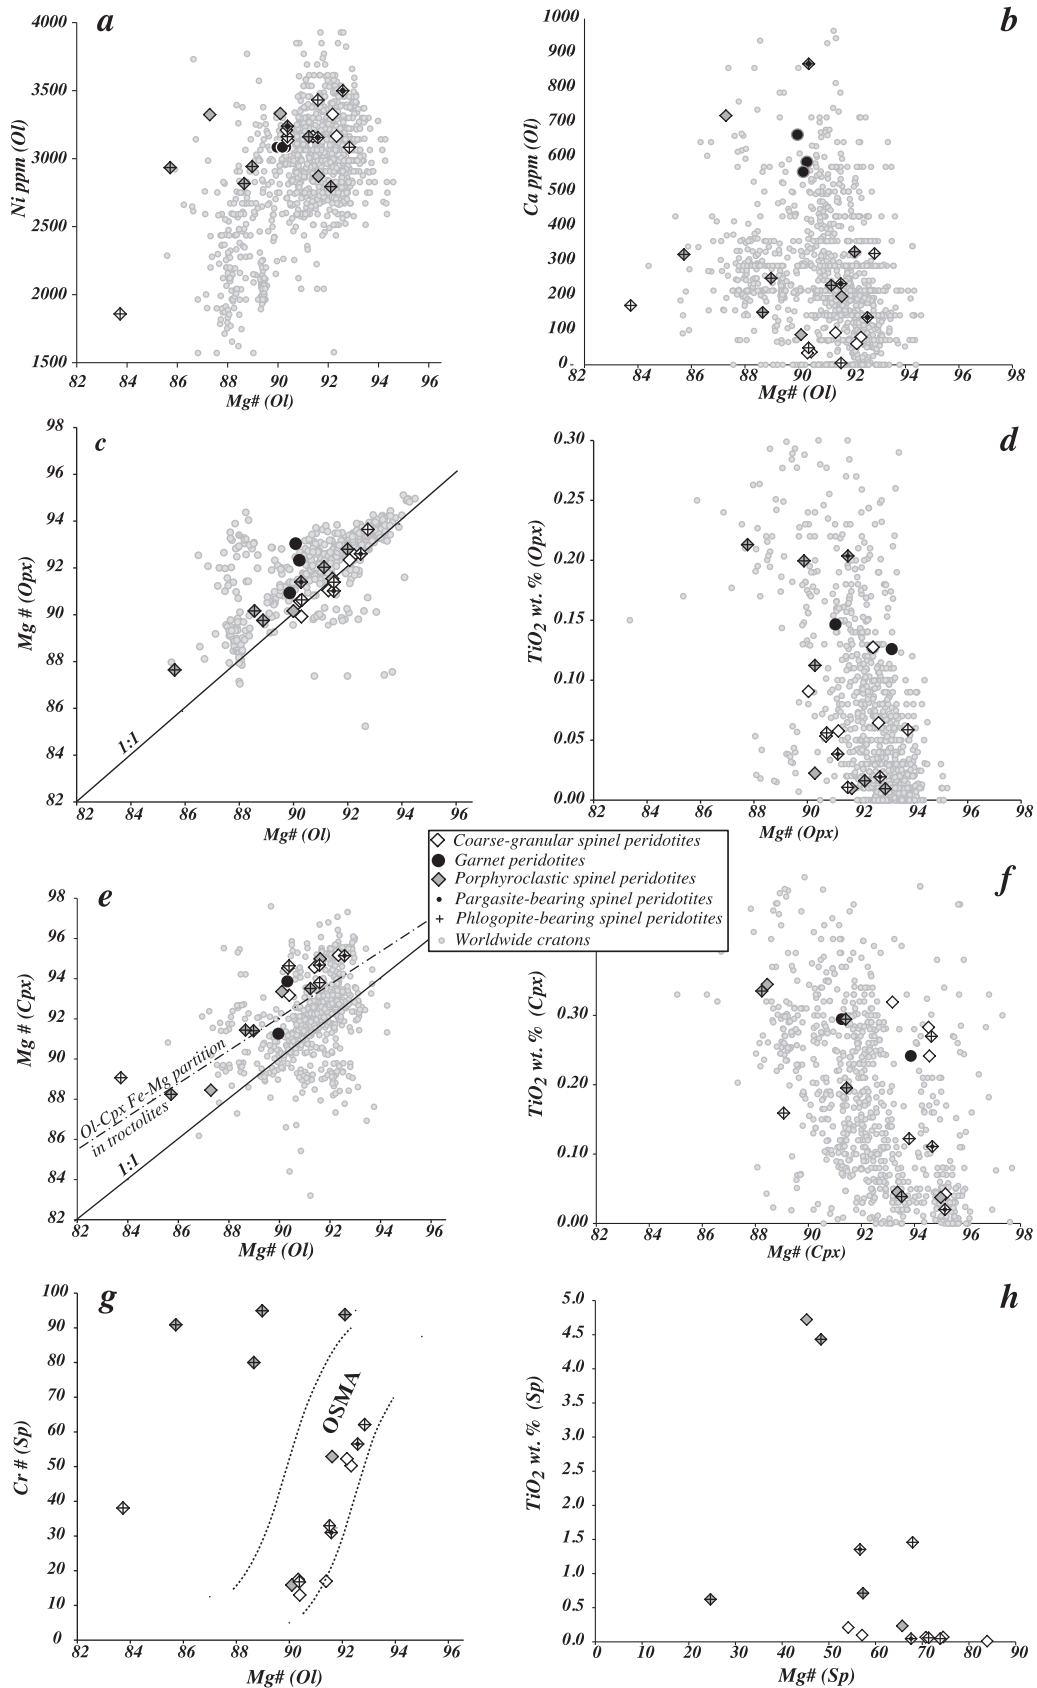 a
4000
3500
3000
2500
2000
1500
Ni ppm (Ol)
82 84 86 88 90 92 94 96
Mg# (Ol)
b
1000
900
800
700
600
500
400
300
200
100
0
Ca ppm (Ol)
82 84 86 88 90 92 94 96 98
Mg# (Ol)
c
98
96
94
92
90
88
86
84
82
Mg # (Opx)
1:1
82 84 86 88 90 92 94 96
Mg# (Ol)
d
0.30
0.25
0.20
0.15
0.10
0.05
0.00
TiO2 wt. % (Opx)
82 84 86 88 90 92 94 96 98
Mg# (Opx)
Coarse-granular spinel peridotites
Garnet peridotites
Porphyroclastic spinel peridotites
Pargasite-bearing spinel peridotites
Phlogopite-bearing spinel peridotites
Worldwide cratons
e
98
96
94
92
90
88
86
84
82
Mg # (Cpx)
Ol-Cpx Fe-Mg partition
in troctolites
1:1
82 84 86 88 90 92 94 96
Mg# (Ol)
f
0.30
0.20
0.10
0.00
TiO2 wt. % (Cpx)
82 84 86 88 90 92 94 96 98
Mg# (Cpx)
g
100
90
80
70
60
50
40
30
20
10
0
Cr # (Sp)
OSMA
82 84 86 88 90 92 94 96
Mg# (Ol)
h
5.0
4.5
4.0
3.5
3.0
2.5
2.0
1.5
1.0
0.5
0.0
TiO2 wt. % (Sp)
0 10 20 30 40 50 60 70 80 90
Mg# (Sp)